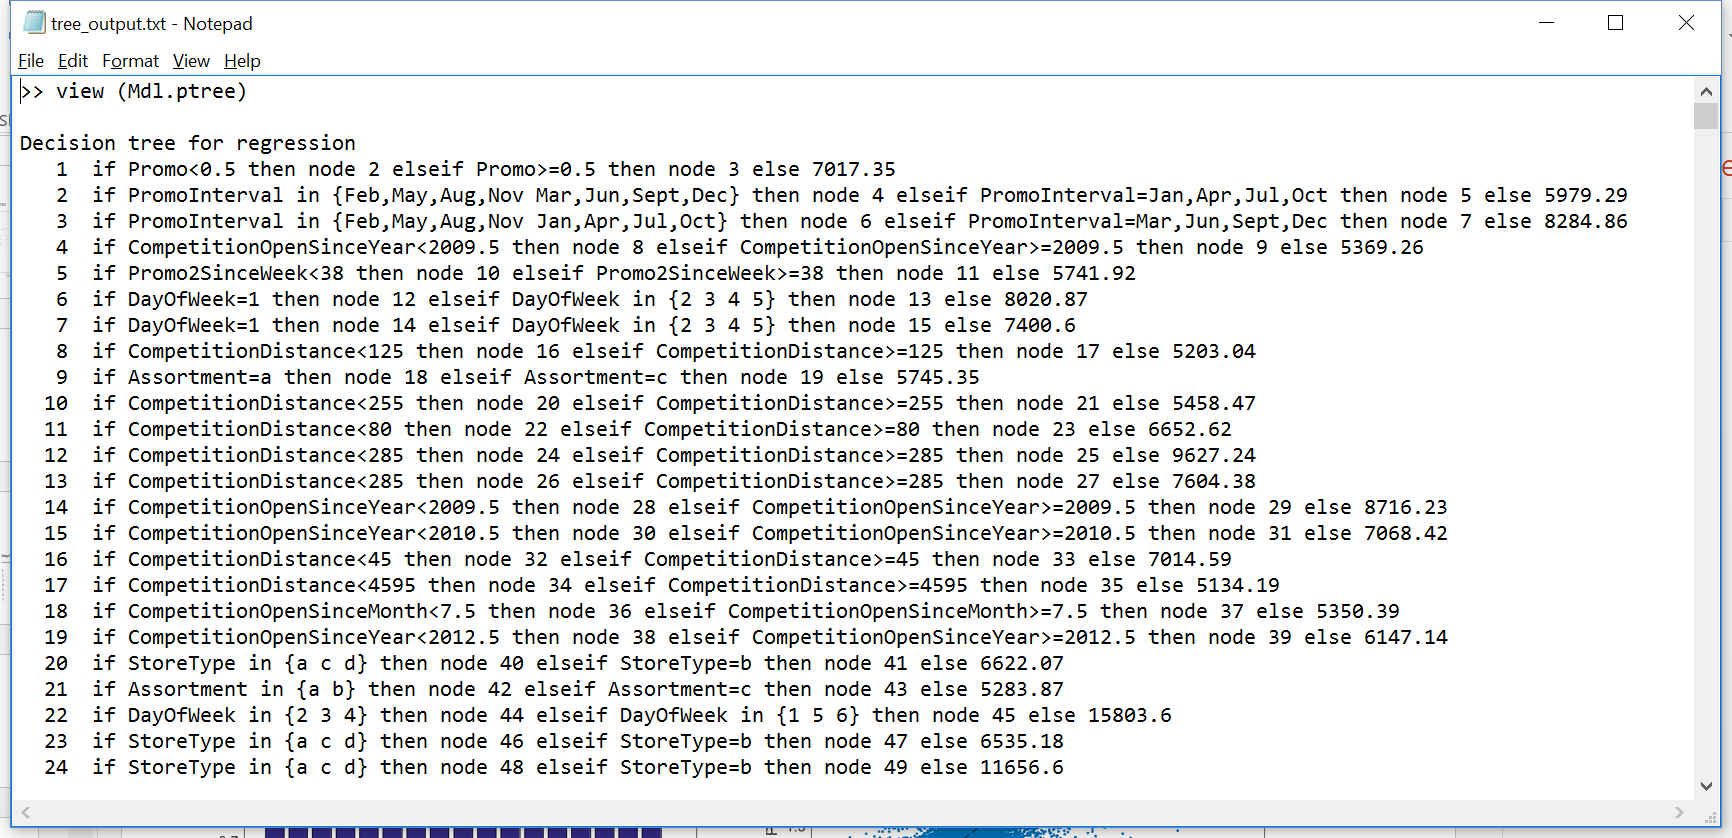 tree_output.txt - Notepad
File Edit Format View Help
>> view (Mdl.ptree)
Decision tree for regression
1 if Promo<0.5 then node 2 elseif Promo>=0.5 then node 3 else 7017.35
2 if PromoInterval in {Feb,May,Aug,Nov Mar,Jun,Sept,Dec} then node 4 elseif PromoInterval=Jan,Apr,Jul,Oct then node 5 else 5979.29
3 if PromoInterval in {Feb,May,Aug,Nov Jan,Apr,Jul,Oct} then node 6 elseif PromoInterval=Mar,Jun,Sept,Dec then node 7 else 8284.86
4 if CompetitionOpenSinceYear<2009.5 then node 8 elseif CompetitionOpenSinceYear>=2009.5 then node 9 else 5369.26
5 if Promo2SinceWeek<38 then node 10 elseif Promo2SinceWeek>=38 then node 11 else 5741.92
6 if DayOfWeek=1 then node 12 elseif DayOfWeek in {2 3 4 5} then node 13 else 8020.87
7 if DayOfWeek=1 then node 14 elseif DayOfWeek in {2 3 4 5} then node 15 else 7400.6
8 if CompetitionDistance<125 then node 16 elseif CompetitionDistance>=125 then node 17 else 5203.04
9 if Assortment=a then node 18 elseif Assortment=c then node 19 else 5745.35
10 if CompetitionDistance<255 then node 20 elseif CompetitionDistance>=255 then node 21 else 5458.47
11 if CompetitionDistance<80 then node 22 elseif CompetitionDistance>=80 then node 23 else 6652.62
12 if CompetitionDistance<285 then node 24 elseif CompetitionDistance>=285 then node 25 else 9627.24
13 if CompetitionDistance<285 then node 26 elseif CompetitionDistance>=285 then node 27 else 7604.38
14 if CompetitionOpenSinceYear<2009.5 then node 28 elseif CompetitionOpenSinceYear>=2009.5 then node 29 else 8716.23
15 if CompetitionOpenSinceYear<2010.5 then node 30 elseif CompetitionOpenSinceYear>=2010.5 then node 31 else 7068.42
16 if CompetitionDistance<45 then node 32 elseif CompetitionDistance>=45 then node 33 else 7014.59
17 if CompetitionDistance<4595 then node 34 elseif CompetitionDistance>=4595 then node 35 else 5134.19
18 if CompetitionOpenSinceMonth<7.5 then node 36 elseif CompetitionOpenSinceMonth>=7.5 then node 37 else 5350.39
19 if CompetitionOpenSinceYear<2012.5 then node 38 elseif CompetitionOpenSinceYear>=2012.5 then node 39 else 6147.14
20 if StoreType in {a c d} then node 40 elseif StoreType=b then node 41 else 6622.07
21 if Assortment in {a b} then node 42 elseif Assortment=c then node 43 else 5283.87
22 if DayOfWeek in {2 3 4} then node 44 elseif DayOfWeek in {1 5 6} then node 45 else 15803.6
23 if StoreType in {a c d} then node 46 elseif StoreType=b then node 47 else 6535.18
24 if StoreType in {a c d} then node 48 elseif StoreType=b then node 49 else 11656.6